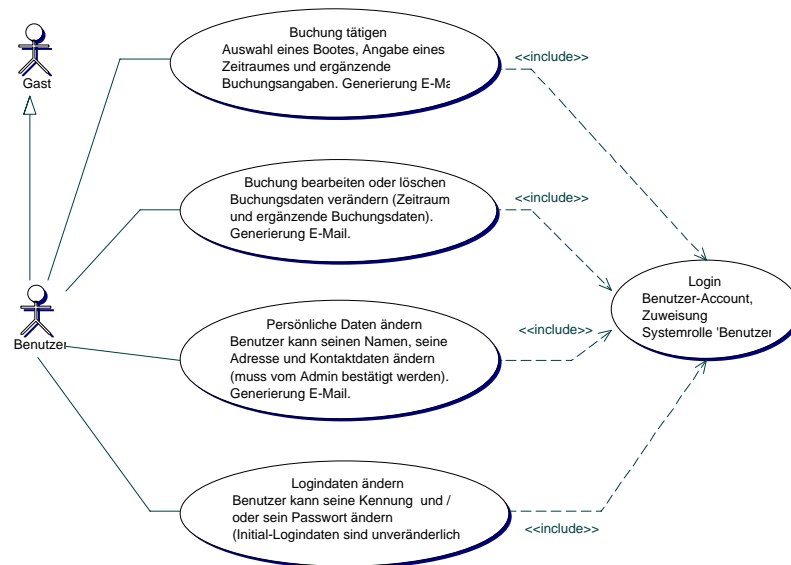 Buchung tätigen
Auswahl eines Bootes, Angabe eines
Zeitraumes und ergänzende
Buchungsangaben. Generierung E-Ma
<<include>>
Gast
Buchung bearbeiten oder löschen
Buchungsdaten verändern (Zeitraum
und ergänzende Buchungsdaten).
Generierung E-Mail.
<<include>>
Login
Benutzer-Account,
Zuweisung
Systemrolle 'Benutzer
Benutzer
Persönliche Daten ändern
Benutzer kann seinen Namen, seine
Adresse und Kontaktdaten ändern
(muss vom Admin bestätigt werden).
Generierung E-Mail.
<<include>>
Logindaten ändern
Benutzer kann seine Kennung und /
oder sein Passwort ändern
(Initial-Logindaten sind unveränderlich
<<include>>